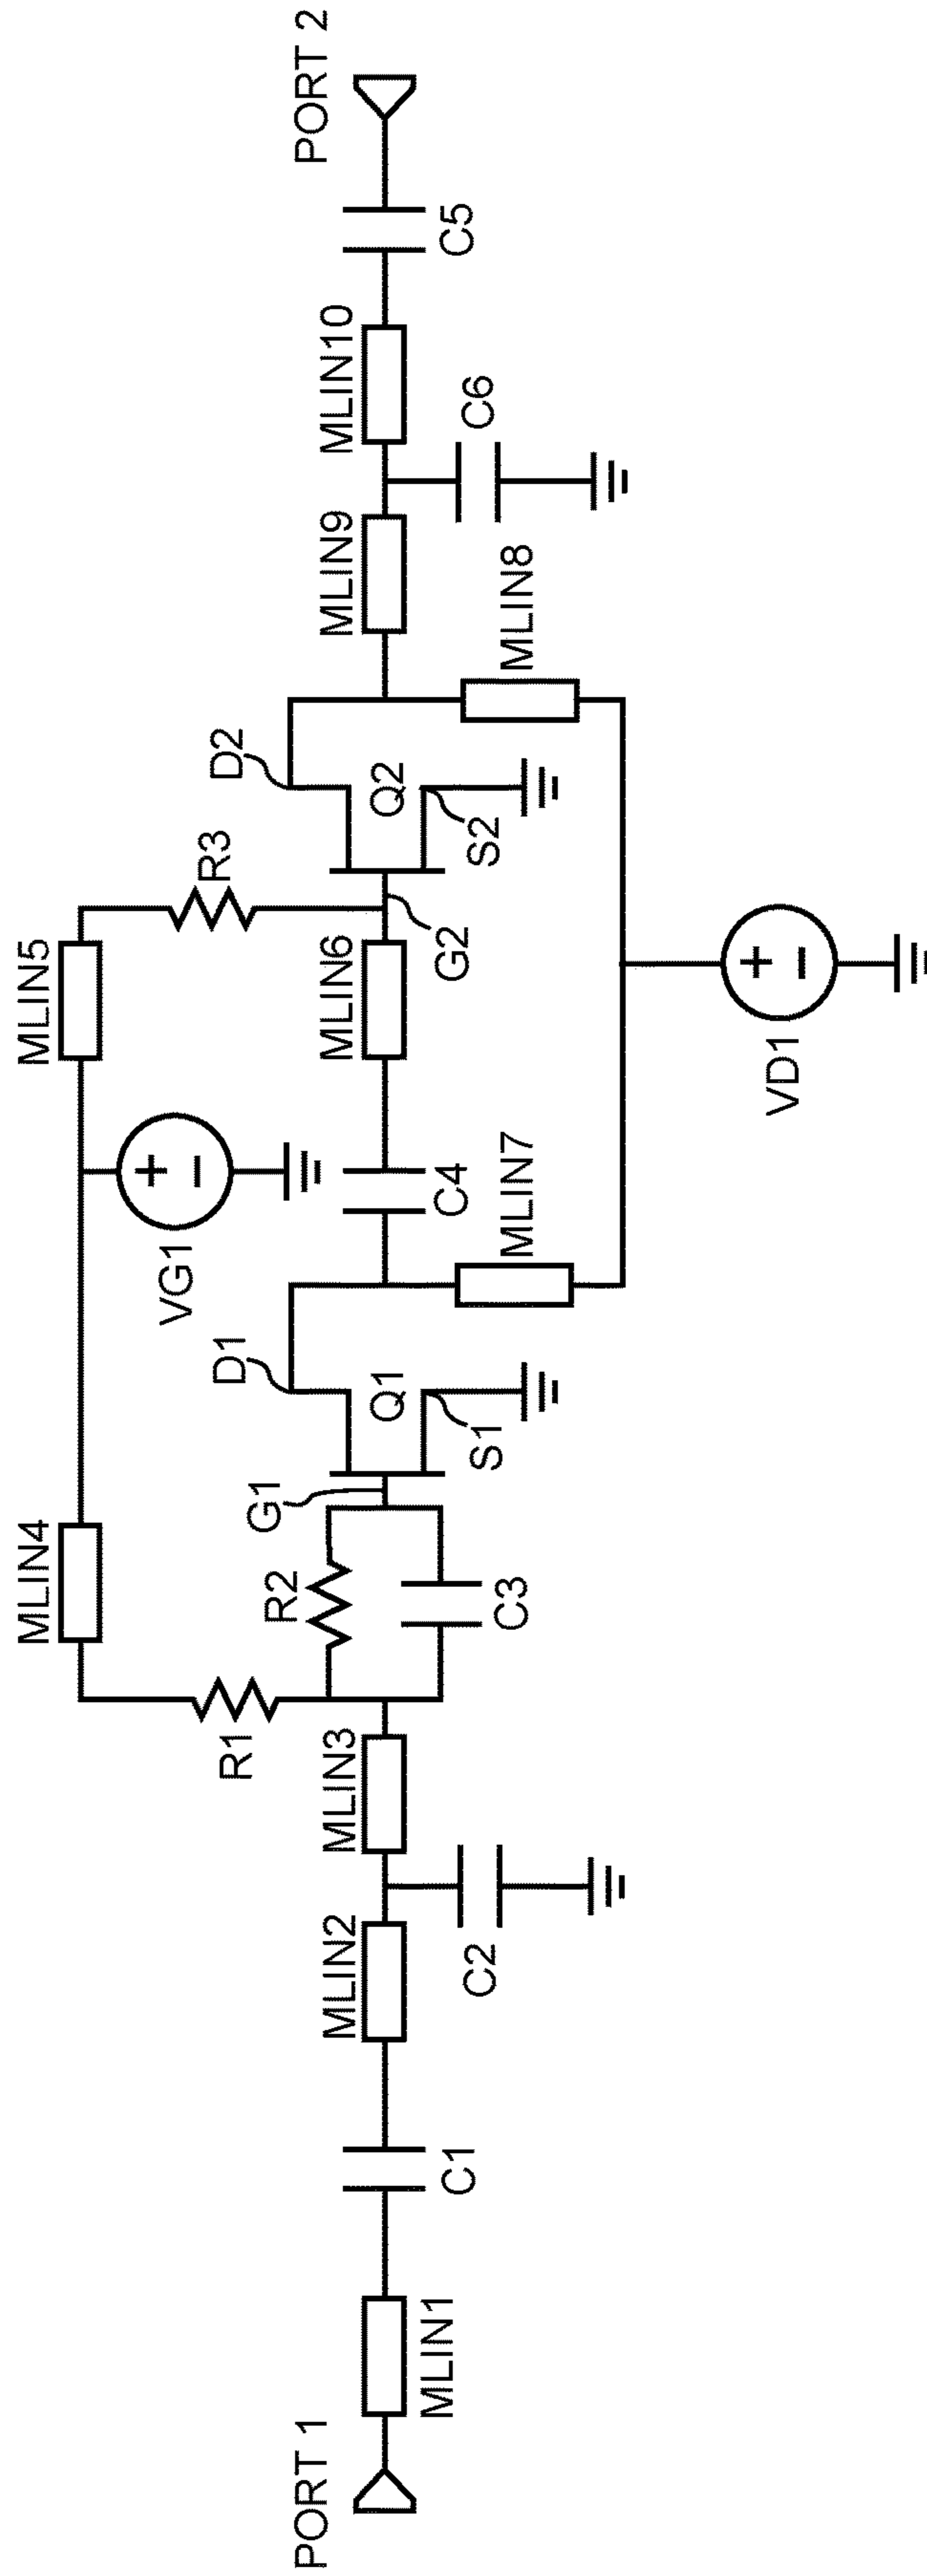 PORT 1
MLIN1
C1
MLIN2
C2
MLIN3
R1
MLIN4
R2
C3
G1
Q1
D1
S1
VG1
MLIN7
C4
MLIN5
MLIN6
R3
G2
D2
Q2
S2
VD1
MLIN8
MLIN9
C6
MLIN10
C5
PORT 2
+
−
+
−